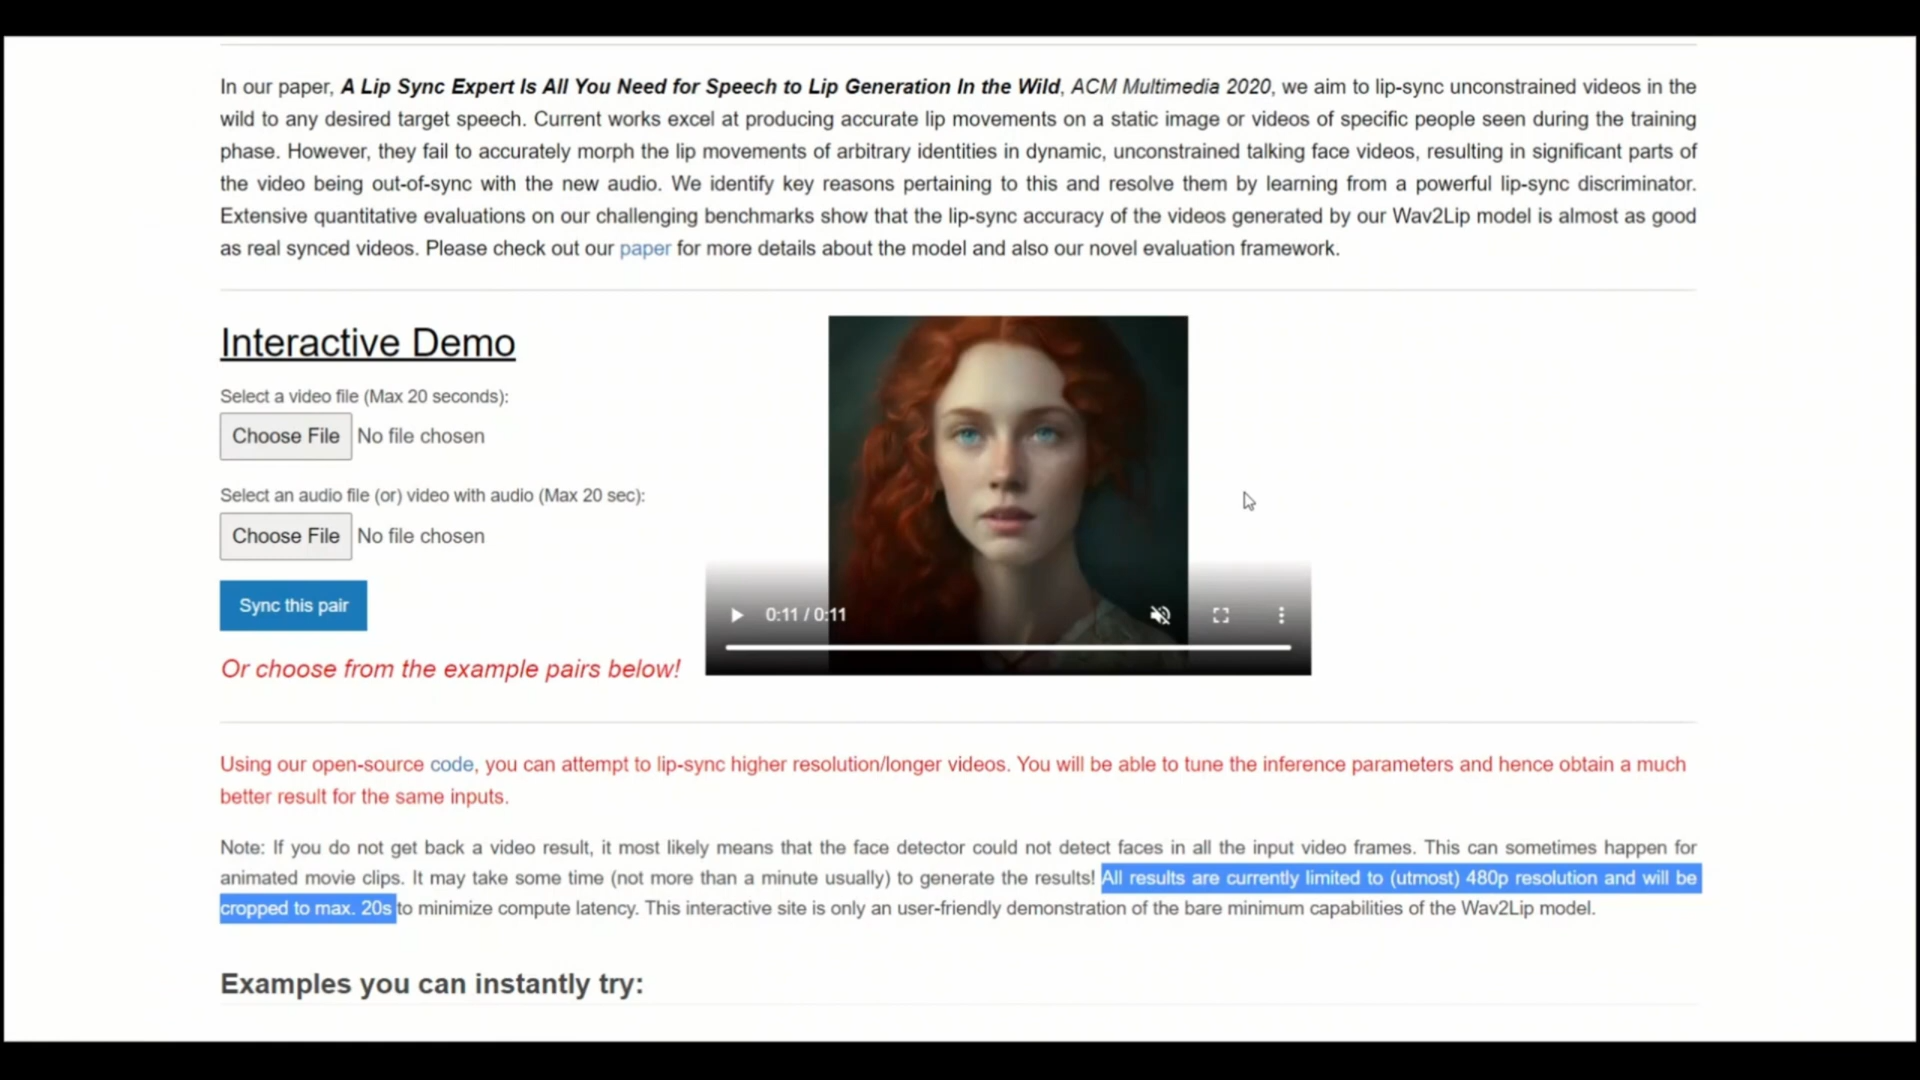 In our paper, A Lip Sync Expert Is All You Need for Speech to Lip Generation In the Wild, ACM Multimedia 2020, we aim to lip-sync unconstrained videos in the
wild to any desired target speech. Current works excel at producing accurate lip movements on a static image or videos of specific people seen during the training
phase. However, they fail to accurately morph the lip movements of arbitrary identities in dynamic, unconstrained talking face videos, resulting in significant parts of
the video being out-of-sync with the new audio. We identify key reasons pertaining to this and resolve them by learning from a powerful lip-sync discriminator.
Extensive quantitative evaluations on our challenging benchmarks show that the lip-sync accuracy of the videos generated by our Wav2Lip model is almost as good
as real synced videos. Please check out our paper for more details about the model and also our novel evaluation framework.
Interactive Demo
Select a video file (Max 20 seconds):
Choose File No file chosen
Select an audio file (or) video with audio (Max 20 sec):
Choose File No file chosen
Sync this pair
0:11 / 0:11
Or choose from the example pairs below!
Using our open-source code, you can attempt to lip-sync higher resolution/longer videos. You will be able to tune the inference parameters and hence obtain a much
better result for the same inputs.
Note: If you do not get back a video result, it most likely means that the face detector could not detect faces in all the input video frames. This can sometimes happen for
animated movie clips. It may take some time (not more than a minute usually) to generate the results! All results are currently limited to (utmost) 480p resolution and will be
cropped to max. 20s to minimize compute latency. This interactive site is only an user-friendly demonstration of the bare minimum capabilities of the Wav2Lip model.
Examples you can instantly try: